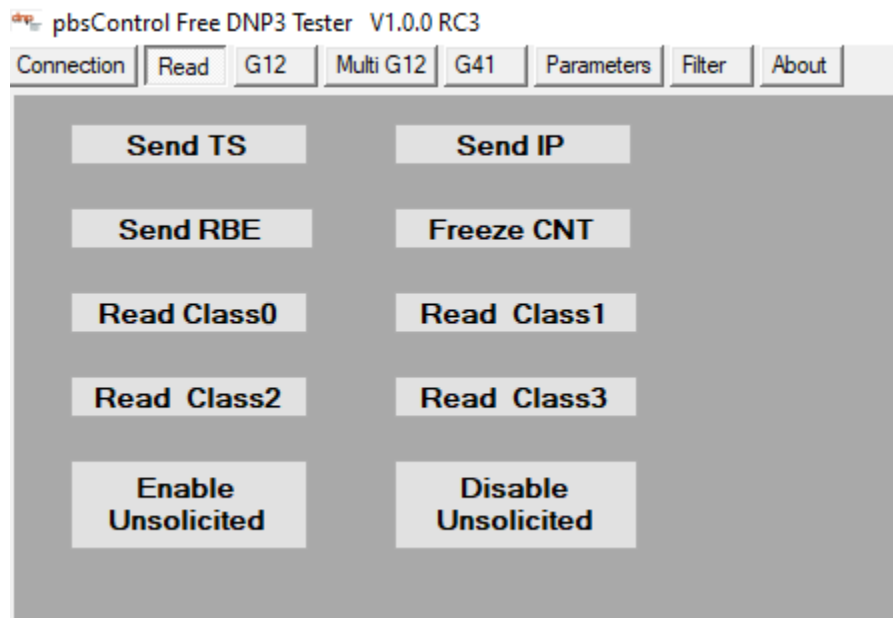 pbsControl Free DNP3 Tester V1.0.0 RC3
Connection Read G12 Multi G12 G41 Parameters Filter About
Send TS Send IP
Send RBE Freeze CNT
Read Class0 Read Class1
Read Class2 Read Class3
Enable Disable
Unsolicited Unsolicited